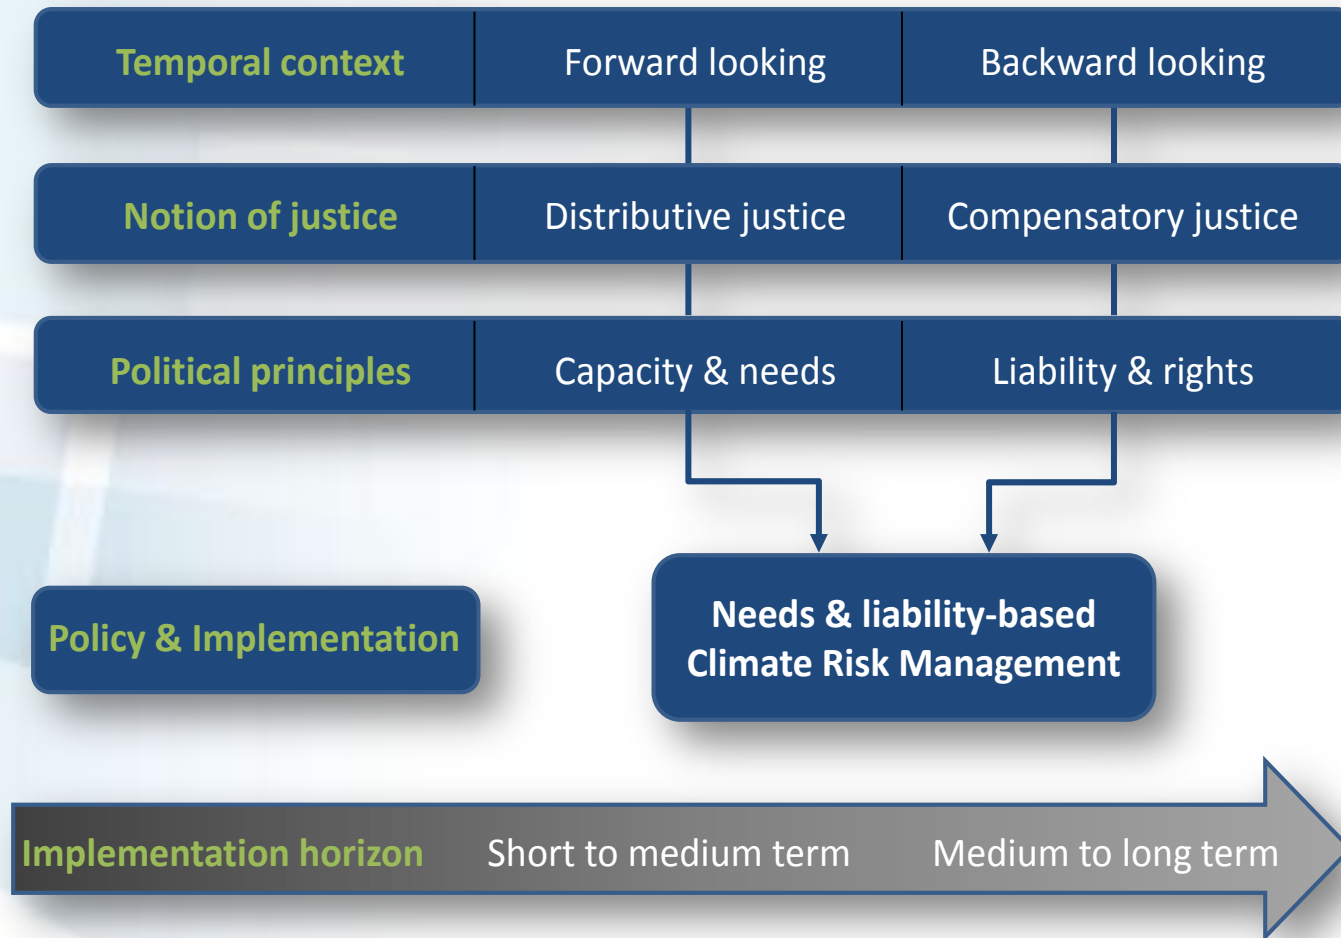 Temporal context Forward looking Backward looking
Notion of justice Distributive justice Compensatory justice
Political principles Capacity & needs Liability & rights
Policy & Implementation
Needs & liability-based
Climate Risk Management
Implementation horizon Short to medium term Medium to long term